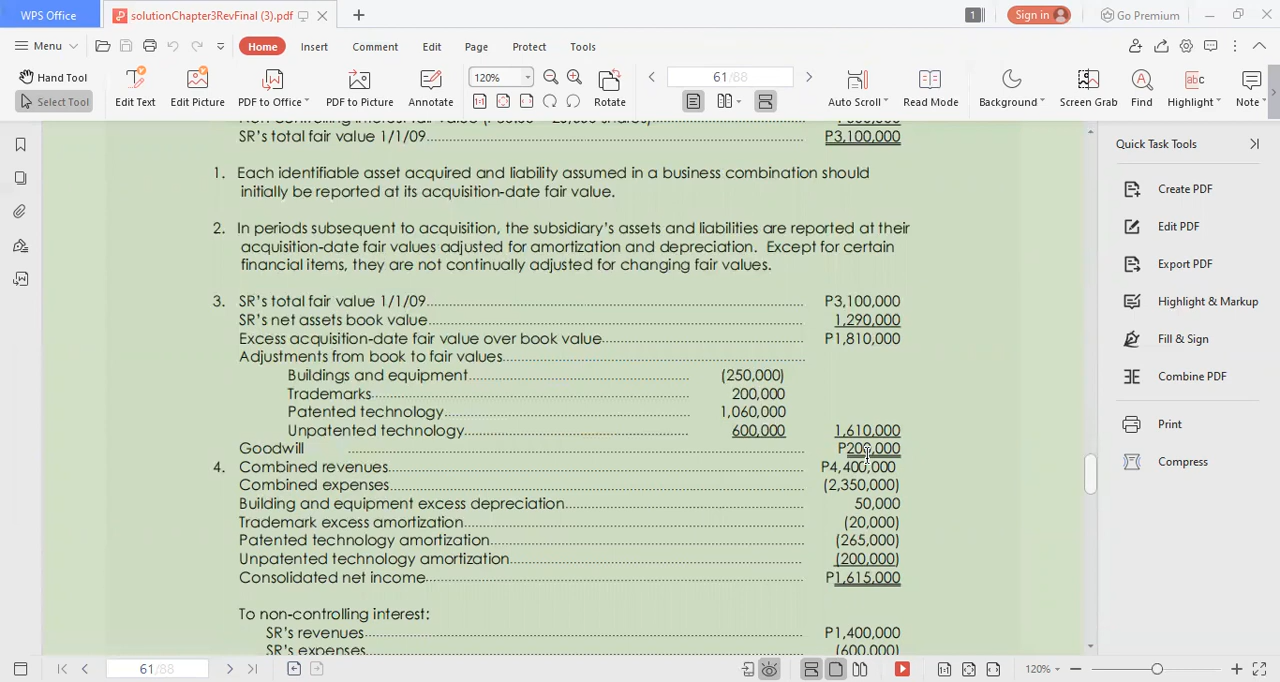 WPS Office
solutionChapter3RevFinal (3).pdf
1
Sign in
Go Premium
Menu
Home
Insert
Comment
Edit
Page
Protect
Tools
Hand Tool
Select Tool
Edit Text
Edit Picture
PDF to Office
PDF to Picture
Annotate
120%
Rotate
61/88
Auto Scroll
Read Mode
Background
Screen Grab
Find
Highlight
Note
Quick Task Tools
Create PDF
Edit PDF
Export PDF
Highlight & Markup
Fill & Sign
Combine PDF
Print
Compress
SR's total fair value 1/1/09 P3,100,000
1. Each identifiable asset acquired and liability assumed in a business combination should
initially be reported at its acquisition-date fair value.
2. In periods subsequent to acquisition, the subsidiary's assets and liabilities are reported at their
acquisition-date fair values adjusted for amortization and depreciation. Except for certain
financial items, they are not continually adjusted for changing fair values.
3. SR's total fair value 1/1/09 P3,100,000
SR's net assets book value 1,290,000
Excess acquisition-date fair value over book value P1,810,000
Adjustments from book to fair values
Buildings and equipment (250,000)
Trademarks 200,000
Patented technology 1,060,000
Unpatented technology 600,000 1,610,000
Goodwill P200,000
4. Combined revenues P4,400,000
Combined expenses (2,350,000)
Building and equipment excess depreciation 50,000
Trademark excess amortization (20,000)
Patented technology amortization (265,000)
Unpatented technology amortization (200,000)
Consolidated net income P1,615,000
To non-controlling interest:
SR's revenues P1,400,000
SR's expenses (600,000)
61/88
120%